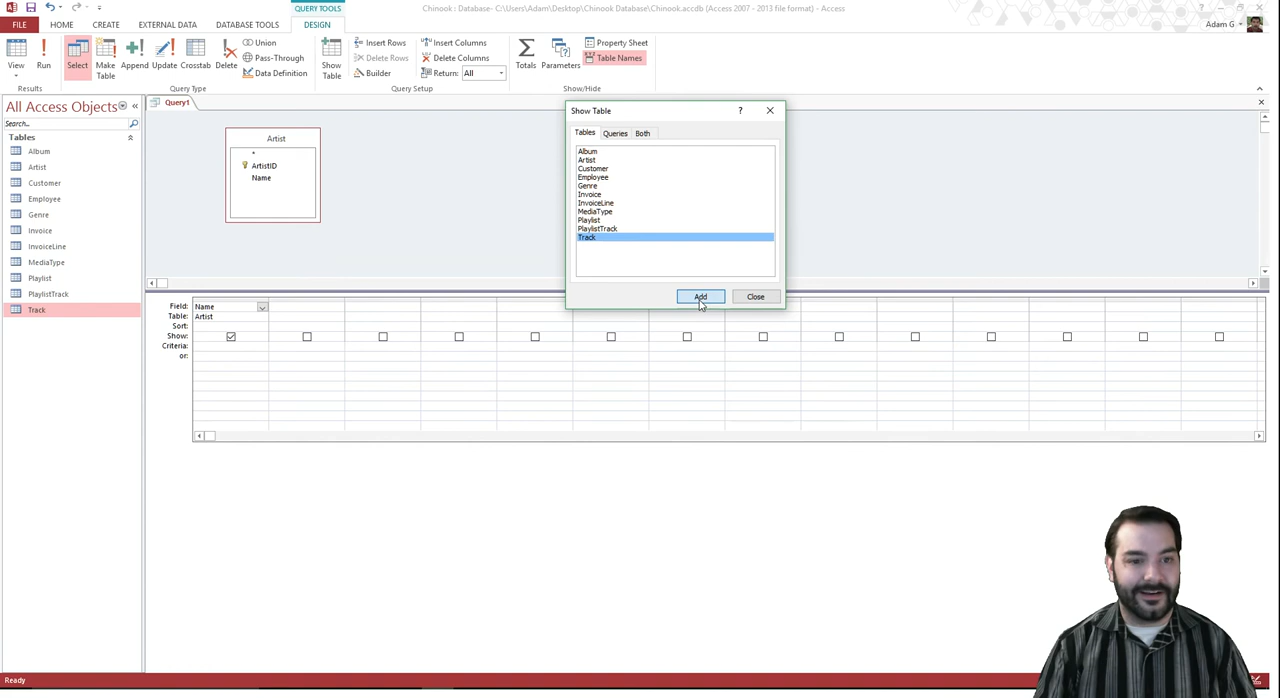 QUERY TOOLS
Chinook : Database- C:\Users\Adam\Desktop\Chinook Database\Chinook.accdb (Access 2007 - 2013 file format) - Access
FILE HOME CREATE EXTERNAL DATA DATABASE TOOLS DESIGN
Adam G
View Run Select Make Table Append Update Crosstab Delete
Union
Pass-Through
Data Definition
Show Table
Insert Rows
Delete Rows
Builder
Insert Columns
Delete Columns
Return: All
Totals Parameters
Property Sheet
Table Names
Results Query Type Query Setup Show/Hide
All Access Objects
Search...
Tables
Album
Artist
Customer
Employee
Genre
Invoice
InvoiceLine
MediaType
Playlist
PlaylistTrack
Track
Query1
Artist
*
ArtistID
Name
Show Table
? 
Tables Queries Both
Album
Artist
Customer
Employee
Genre
Invoice
InvoiceLine
MediaType
Playlist
PlaylistTrack
Track
Add Close
Field: Name
Table: Artist
Sort:
Show:
Criteria:
or:
Ready